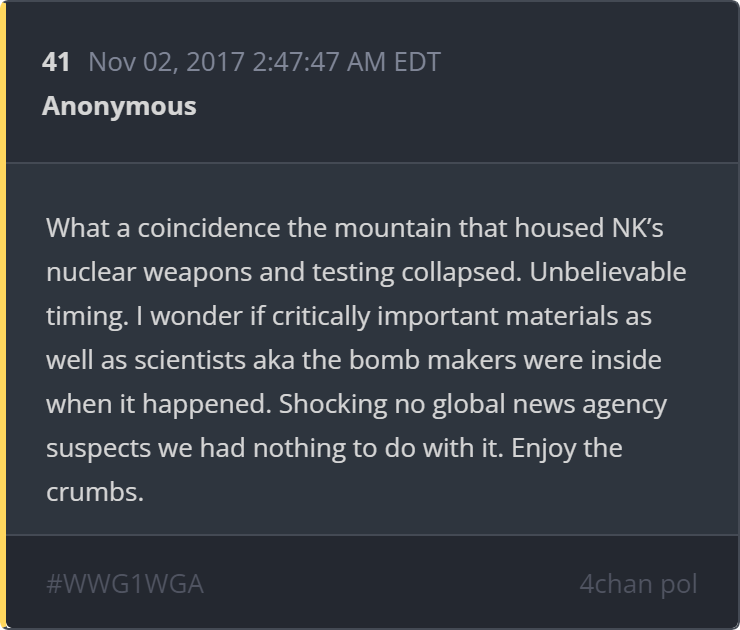 41 Nov 02, 2017 2:47:47 AM EDT
Anonymous
What a coincidence the mountain that housed NK’s
nuclear weapons and testing collapsed. Unbelievable
timing. I wonder if critically important materials as
well as scientists aka the bomb makers were inside
when it happened. Shocking no global news agency
suspects we had nothing to do with it. Enjoy the
crumbs.
#WWG1WGA 4chan pol